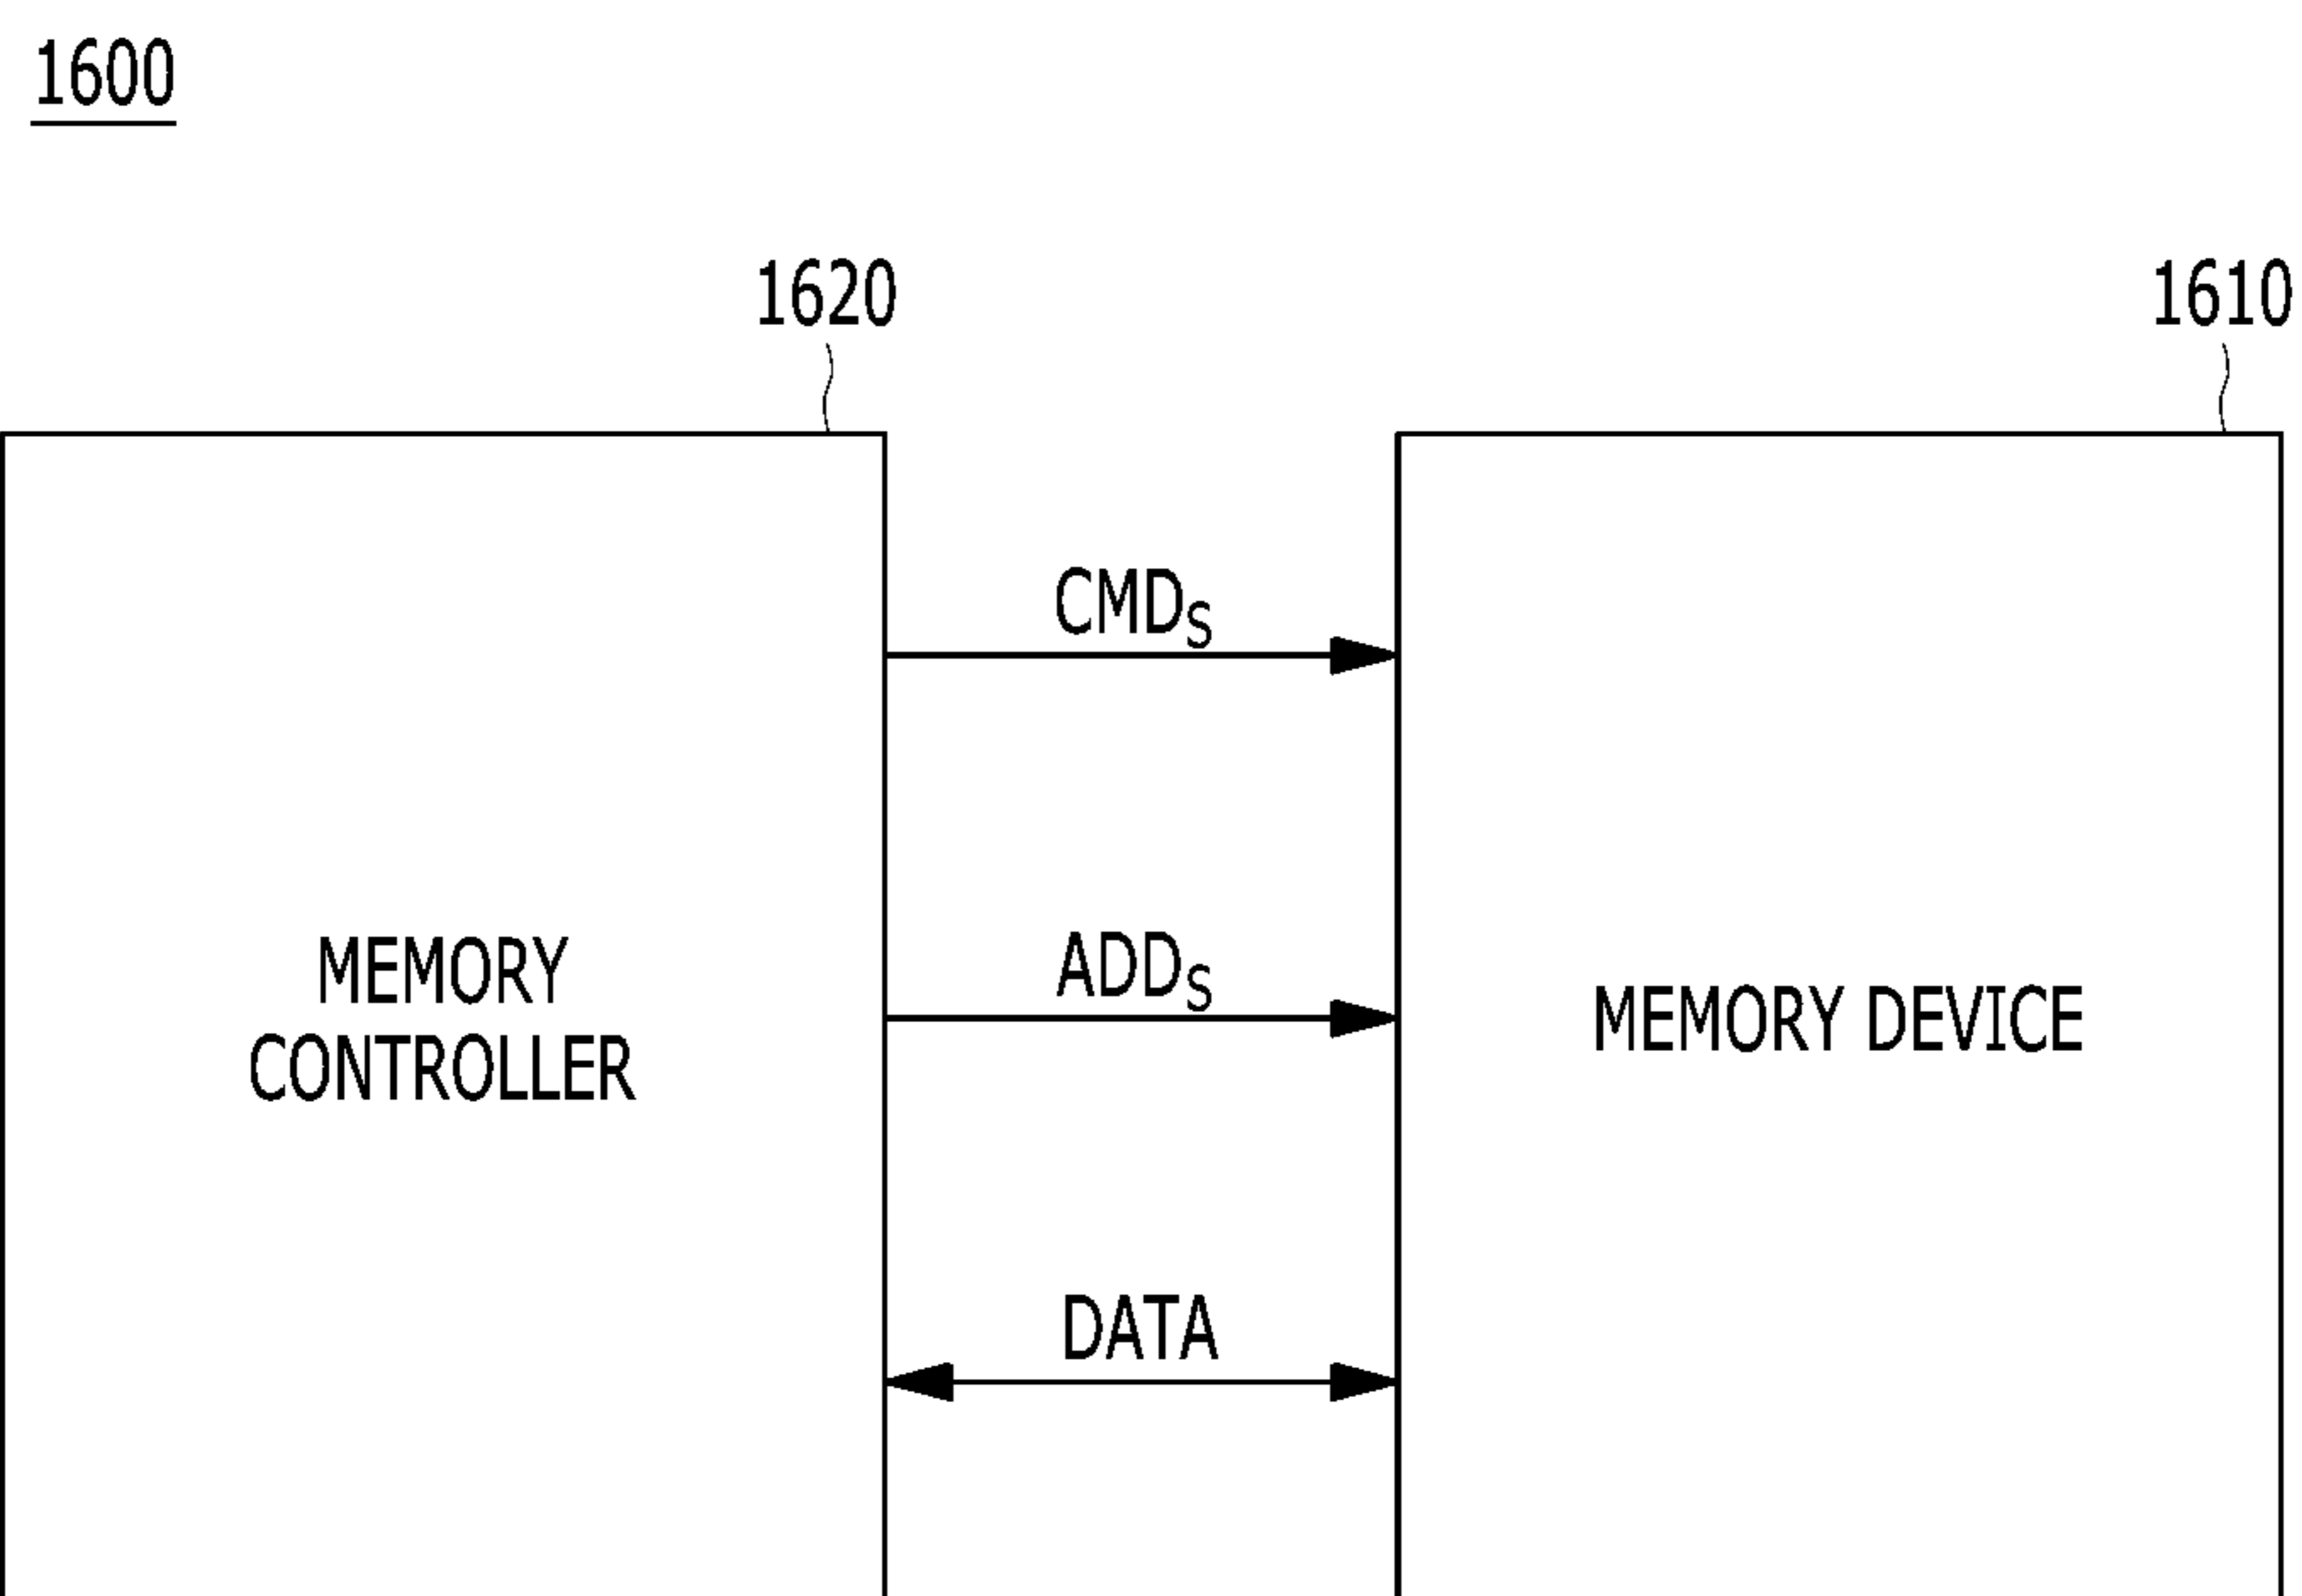 1600
1620
1610
CMDS
ADDS
MEMORY
CONTROLLER
MEMORY DEVICE
DATA